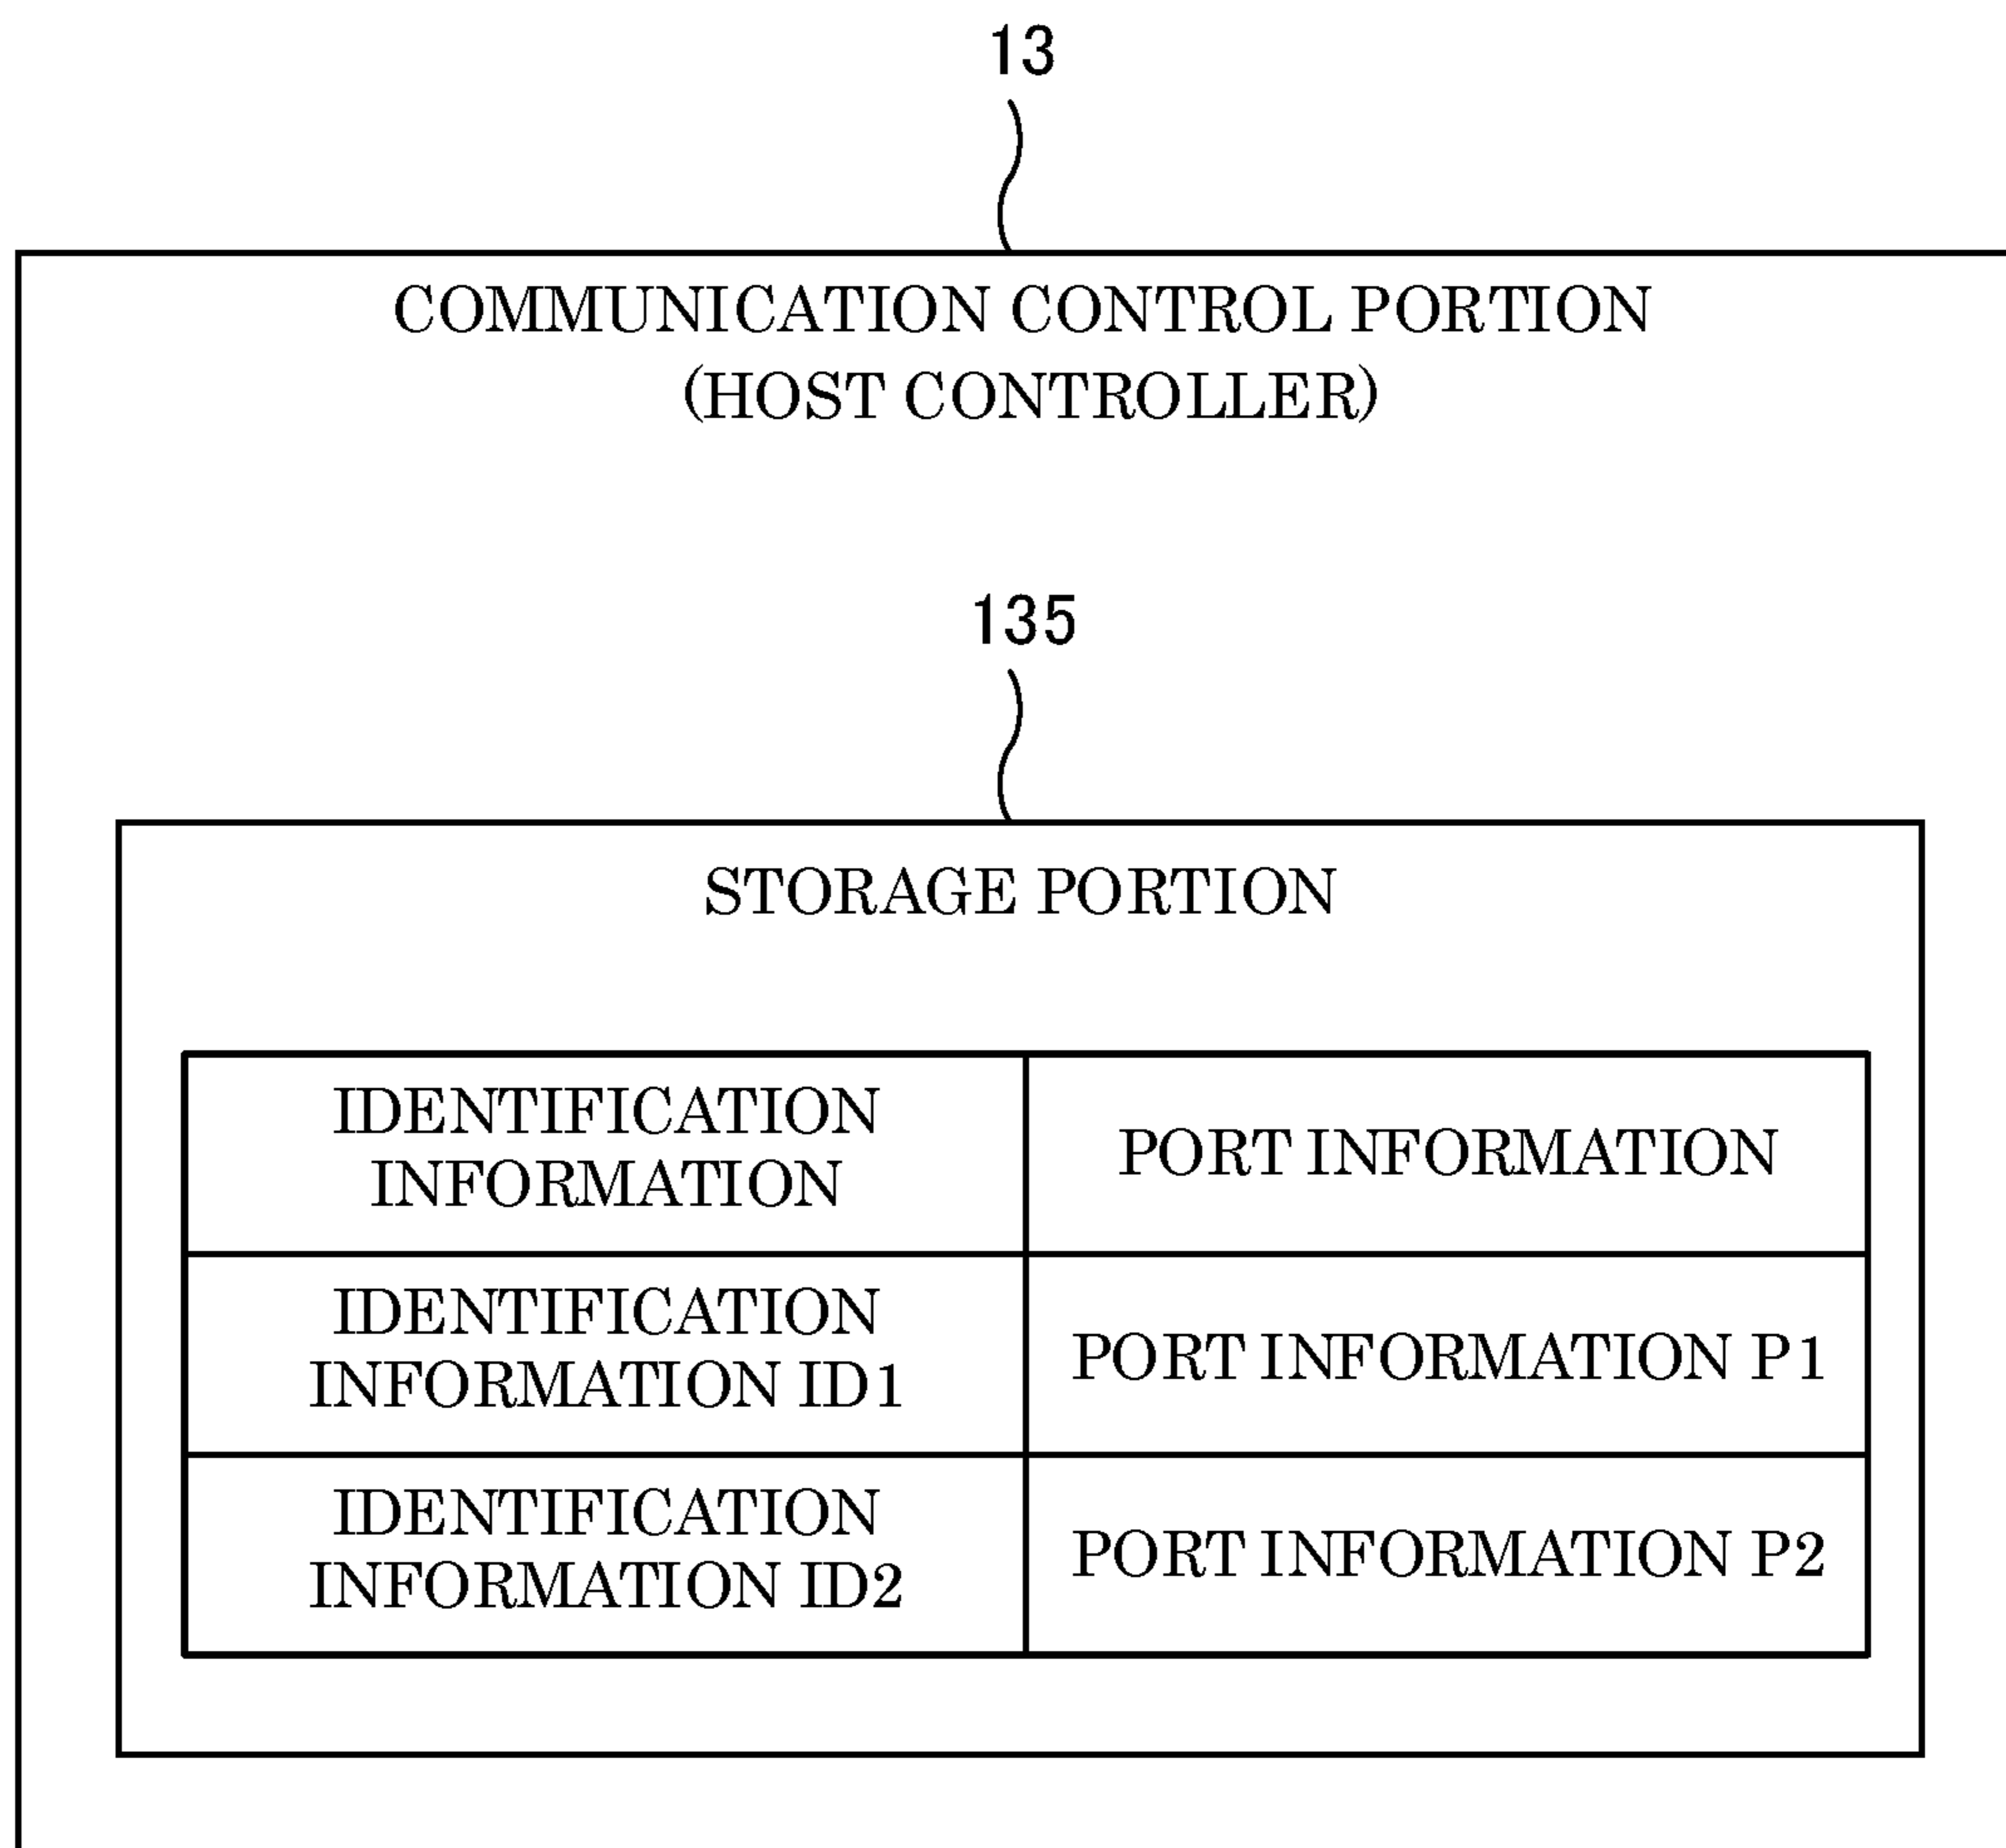 13
COMMUNICATION CONTROL PORTION
(HOST CONTROLLER)
135
STORAGE PORTION
IDENTIFICATION
INFORMATION
PORT INFORMATION
IDENTIFICATION
INFORMATION ID1
PORT INFORMATION P1
IDENTIFICATION
INFORMATION ID2
PORT INFORMATION P2